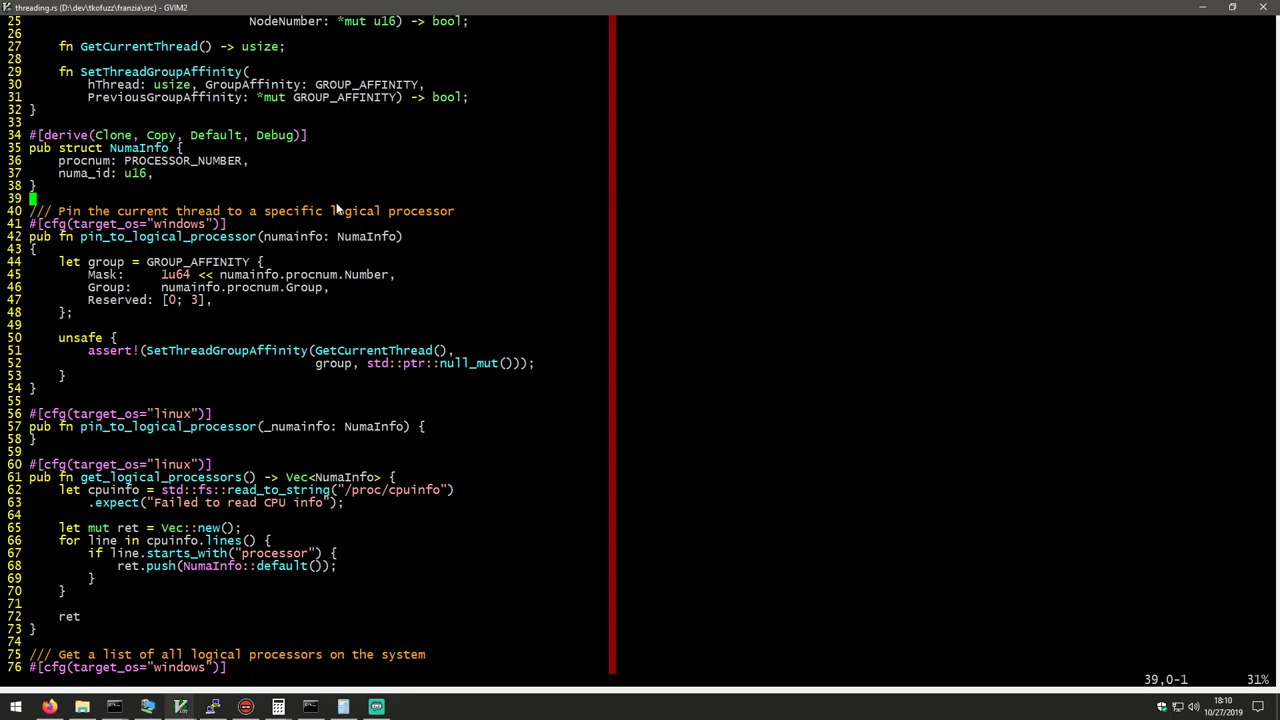 threading.rs (D:\dev\tkofuzz\franzia\src) - GVIM2
25                               NodeNumber: *mut u16) -> bool;
26
27     fn GetCurrentThread() -> usize;
28
29     fn SetThreadGroupAffinity(
30         hThread: usize, GroupAffinity: GROUP_AFFINITY,
31         PreviousGroupAffinity: *mut GROUP_AFFINITY) -> bool;
32 }
33
34 #[derive(Clone, Copy, Default, Debug)]
35 pub struct NumaInfo {
36     procnum: PROCESSOR_NUMBER,
37     numa_id: u16,
38 }
39
40 /// Pin the current thread to a specific logical processor
41 #[cfg(target_os="windows")]
42 pub fn pin_to_logical_processor(numainfo: NumaInfo)
43 {
44     let group = GROUP_AFFINITY {
45         Mask:     1u64 << numainfo.procnum.Number,
46         Group:    numainfo.procnum.Group,
47         Reserved: [0; 3],
48     };
49
50     unsafe {
51         assert!(SetThreadGroupAffinity(GetCurrentThread(),
52                                        group, std::ptr::null_mut()));
53     }
54 }
55
56 #[cfg(target_os="linux")]
57 pub fn pin_to_logical_processor(_numainfo: NumaInfo) {
58 }
59
60 #[cfg(target_os="linux")]
61 pub fn get_logical_processors() -> Vec<NumaInfo> {
62     let cpuinfo = std::fs::read_to_string("/proc/cpuinfo")
63         .expect("Failed to read CPU info");
64
65     let mut ret = Vec::new();
66     for line in cpuinfo.lines() {
67         if line.starts_with("processor") {
68             ret.push(NumaInfo::default());
69         }
70     }
71
72     ret
73 }
74
75 /// Get a list of all logical processors on the system
76 #[cfg(target_os="windows")]
39,0-1 31%
18:10
10/27/2019